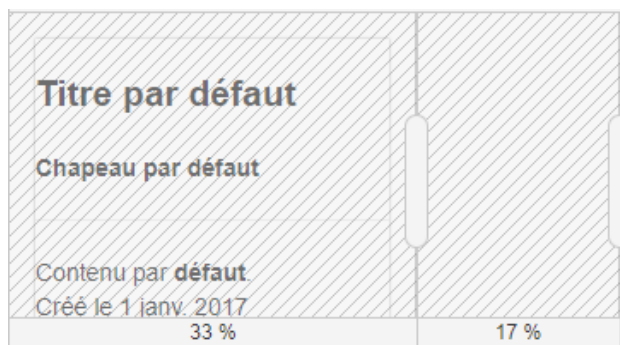 Titre par défaut
Chapeau par défaut
Contenu par défaut.
Créé le 1 janv. 2017
33 %
17 %